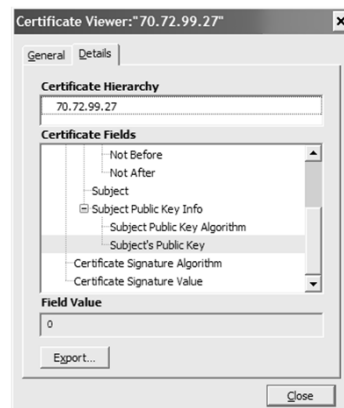 Certificate Viewer:"70.72.99.27"
General Details
Certificate Hierarchy
70.72.99.27
Certificate Fields
Not Before
Not After
Subject
Subject Public Key Info
Subject Public Key Algorithm
Subject's Public Key
Certificate Signature Algorithm
Certificate Signature Value
Field Value
0
Export...
Close